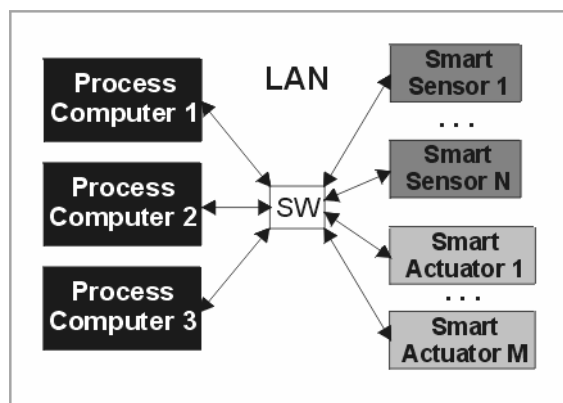 Process
Computer 1
Process
Computer 2
Process
Computer 3
LAN
SW
Smart
Sensor 1
. . .
Smart
Sensor N
Smart
Actuator 1
. . .
Smart
Actuator M